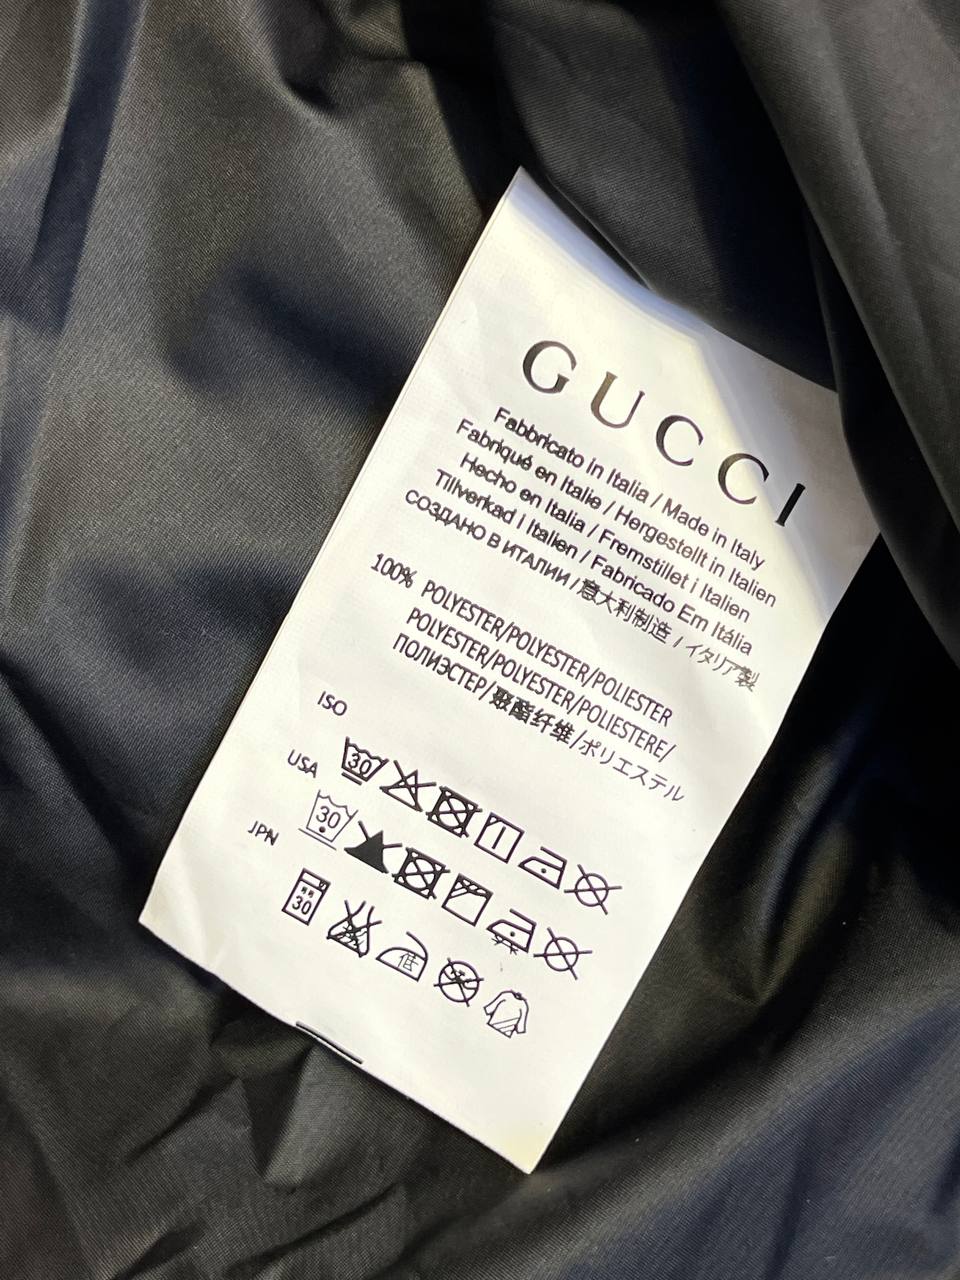 GUCCI
Fabbricato in Italia / Made in Italy
Fabriqué en Italie / Hergestellt in Italien
Hecho en Italia / Fremstillet i Italien
Tillverkad i Italien / Fabricado Em Itália
СОЗДАНО В ИТАЛИИ / 意大利制造 / イタリア製
100% POLYESTER/POLYESTER/POLIESTER
POLYESTER/POLYESTER/POLIESTERE/
ПОЛИЭСТЕР/聚酯纤维/ポリエステル
ISO
30
USA
30
JPN
30
低